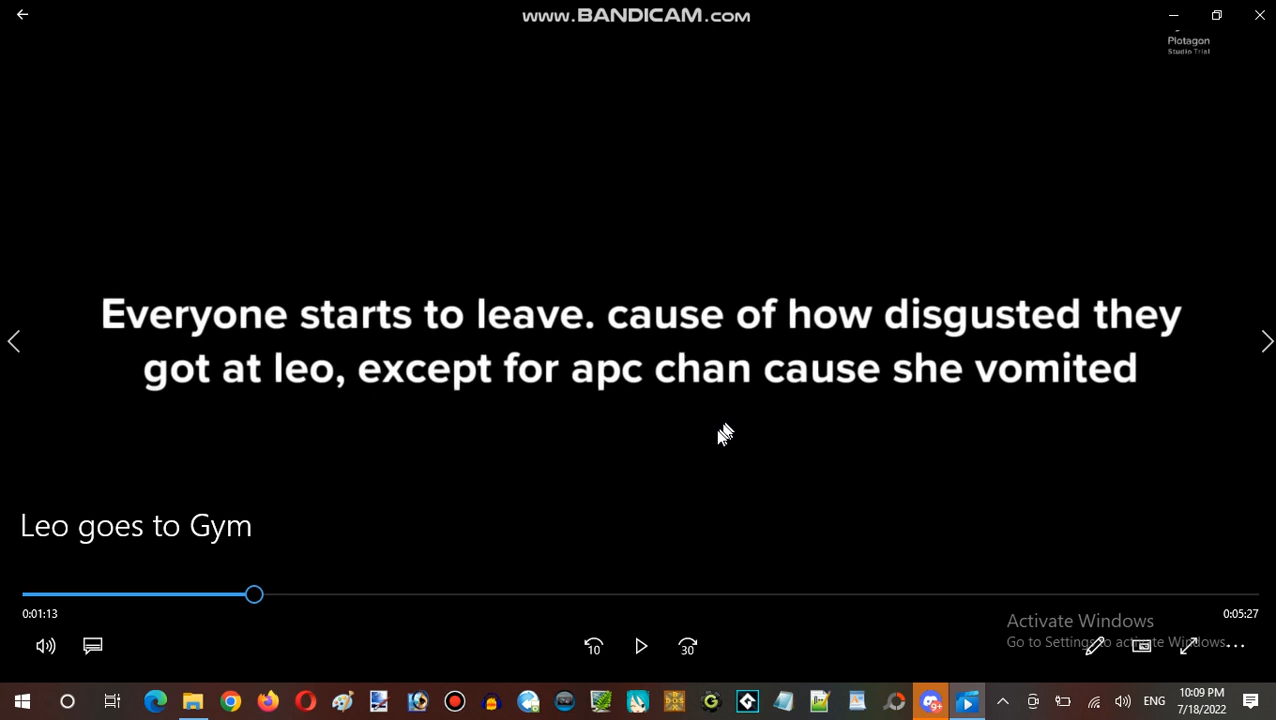 www.BANDICAM.com
Plotagon
Studio Trial
Everyone starts to leave. cause of how disgusted they
got at leo, except for apc chan cause she vomited
Leo goes to Gym
0:01:13
0:05:27
Activate Windows
Go to Settings to activate Windows.
10
30
9+
ENG
10:09 PM
7/18/2022